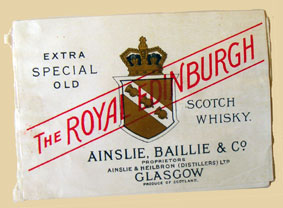 EXTRA
SPECIAL
OLD
THE ROYAL EDINBURGH
SCOTCH
WHISKY.
AINSLIE, BAILLIE & Co.
PROPRIETORS
AINSLIE & HEILBRON (DISTILLERS) LTD
GLASGOW
PRODUCE OF SCOTLAND.